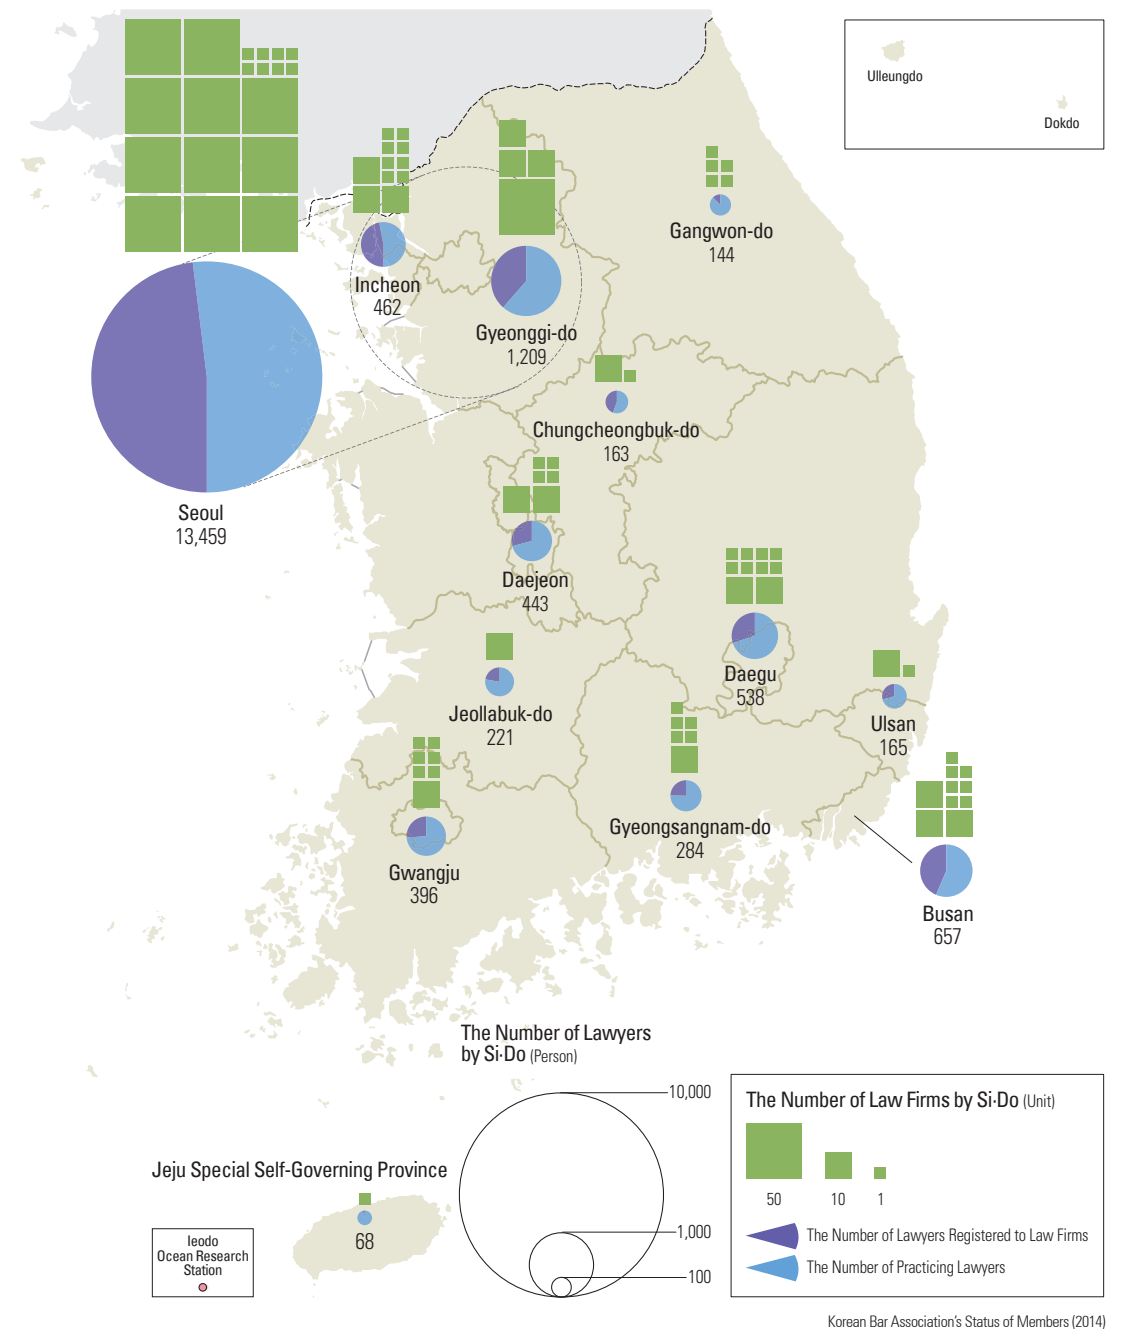 Ulleungdo
Dokdo
Gangwon-do
144
Incheon
462
Gyeonggi-do
1,209
Chungcheongbuk-do
163
Seoul
13,459
Daejeon
443
Daegu
538
Jeollabuk-do
221
Ulsan
165
Gyeongsangnam-do
284
Gwangju
396
Busan
657
The Number of Lawyers
by Si·Do (Person)
10,000
1,000
100
Jeju Special Self-Governing Province
68
Ieodo
Ocean Research
Station
The Number of Law Firms by Si·Do (Unit)
50 10 1
The Number of Lawyers Registered to Law Firms
The Number of Practicing Lawyers
Korean Bar Association's Status of Members (2014)